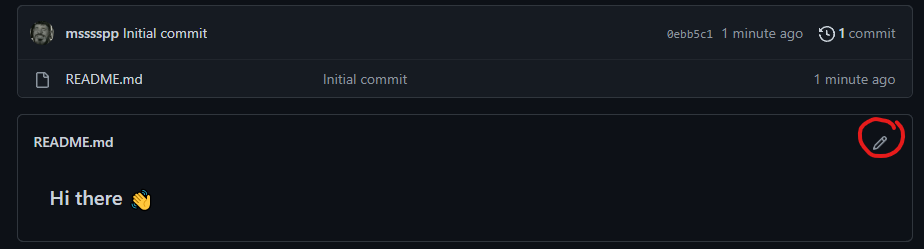 mssssppp Initial commit 0ebb5c1 1 minute ago 1 commit
README.md Initial commit 1 minute ago
README.md
Hi there 👋